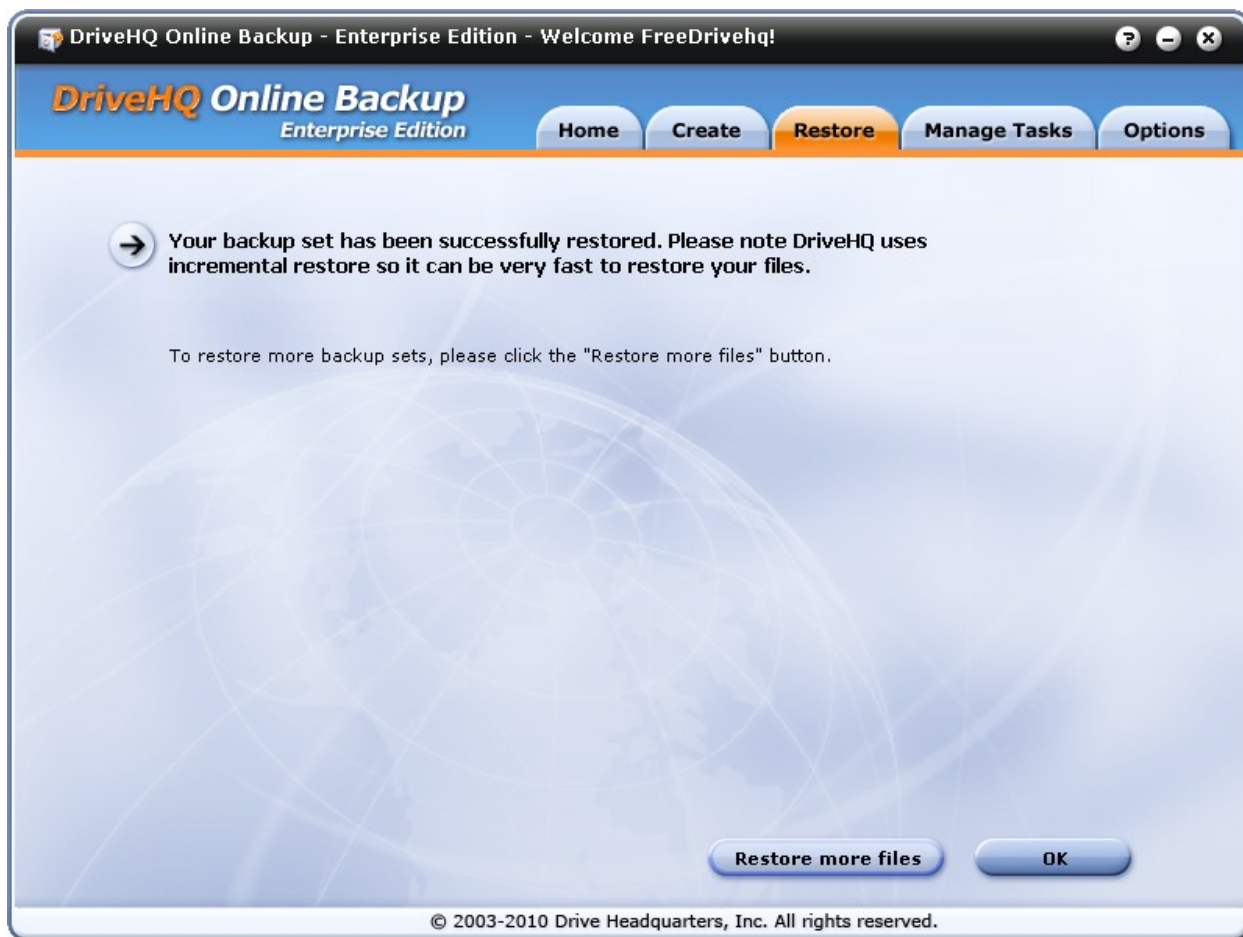 DriveHQ Online Backup - Enterprise Edition - Welcome FreeDrivehq!
DriveHQ Online Backup
Enterprise Edition
Home Create Restore Manage Tasks Options
Your backup set has been successfully restored. Please note DriveHQ uses
incremental restore so it can be very fast to restore your files.
To restore more backup sets, please click the "Restore more files" button.
Restore more files OK
© 2003-2010 Drive Headquarters, Inc. All rights reserved.